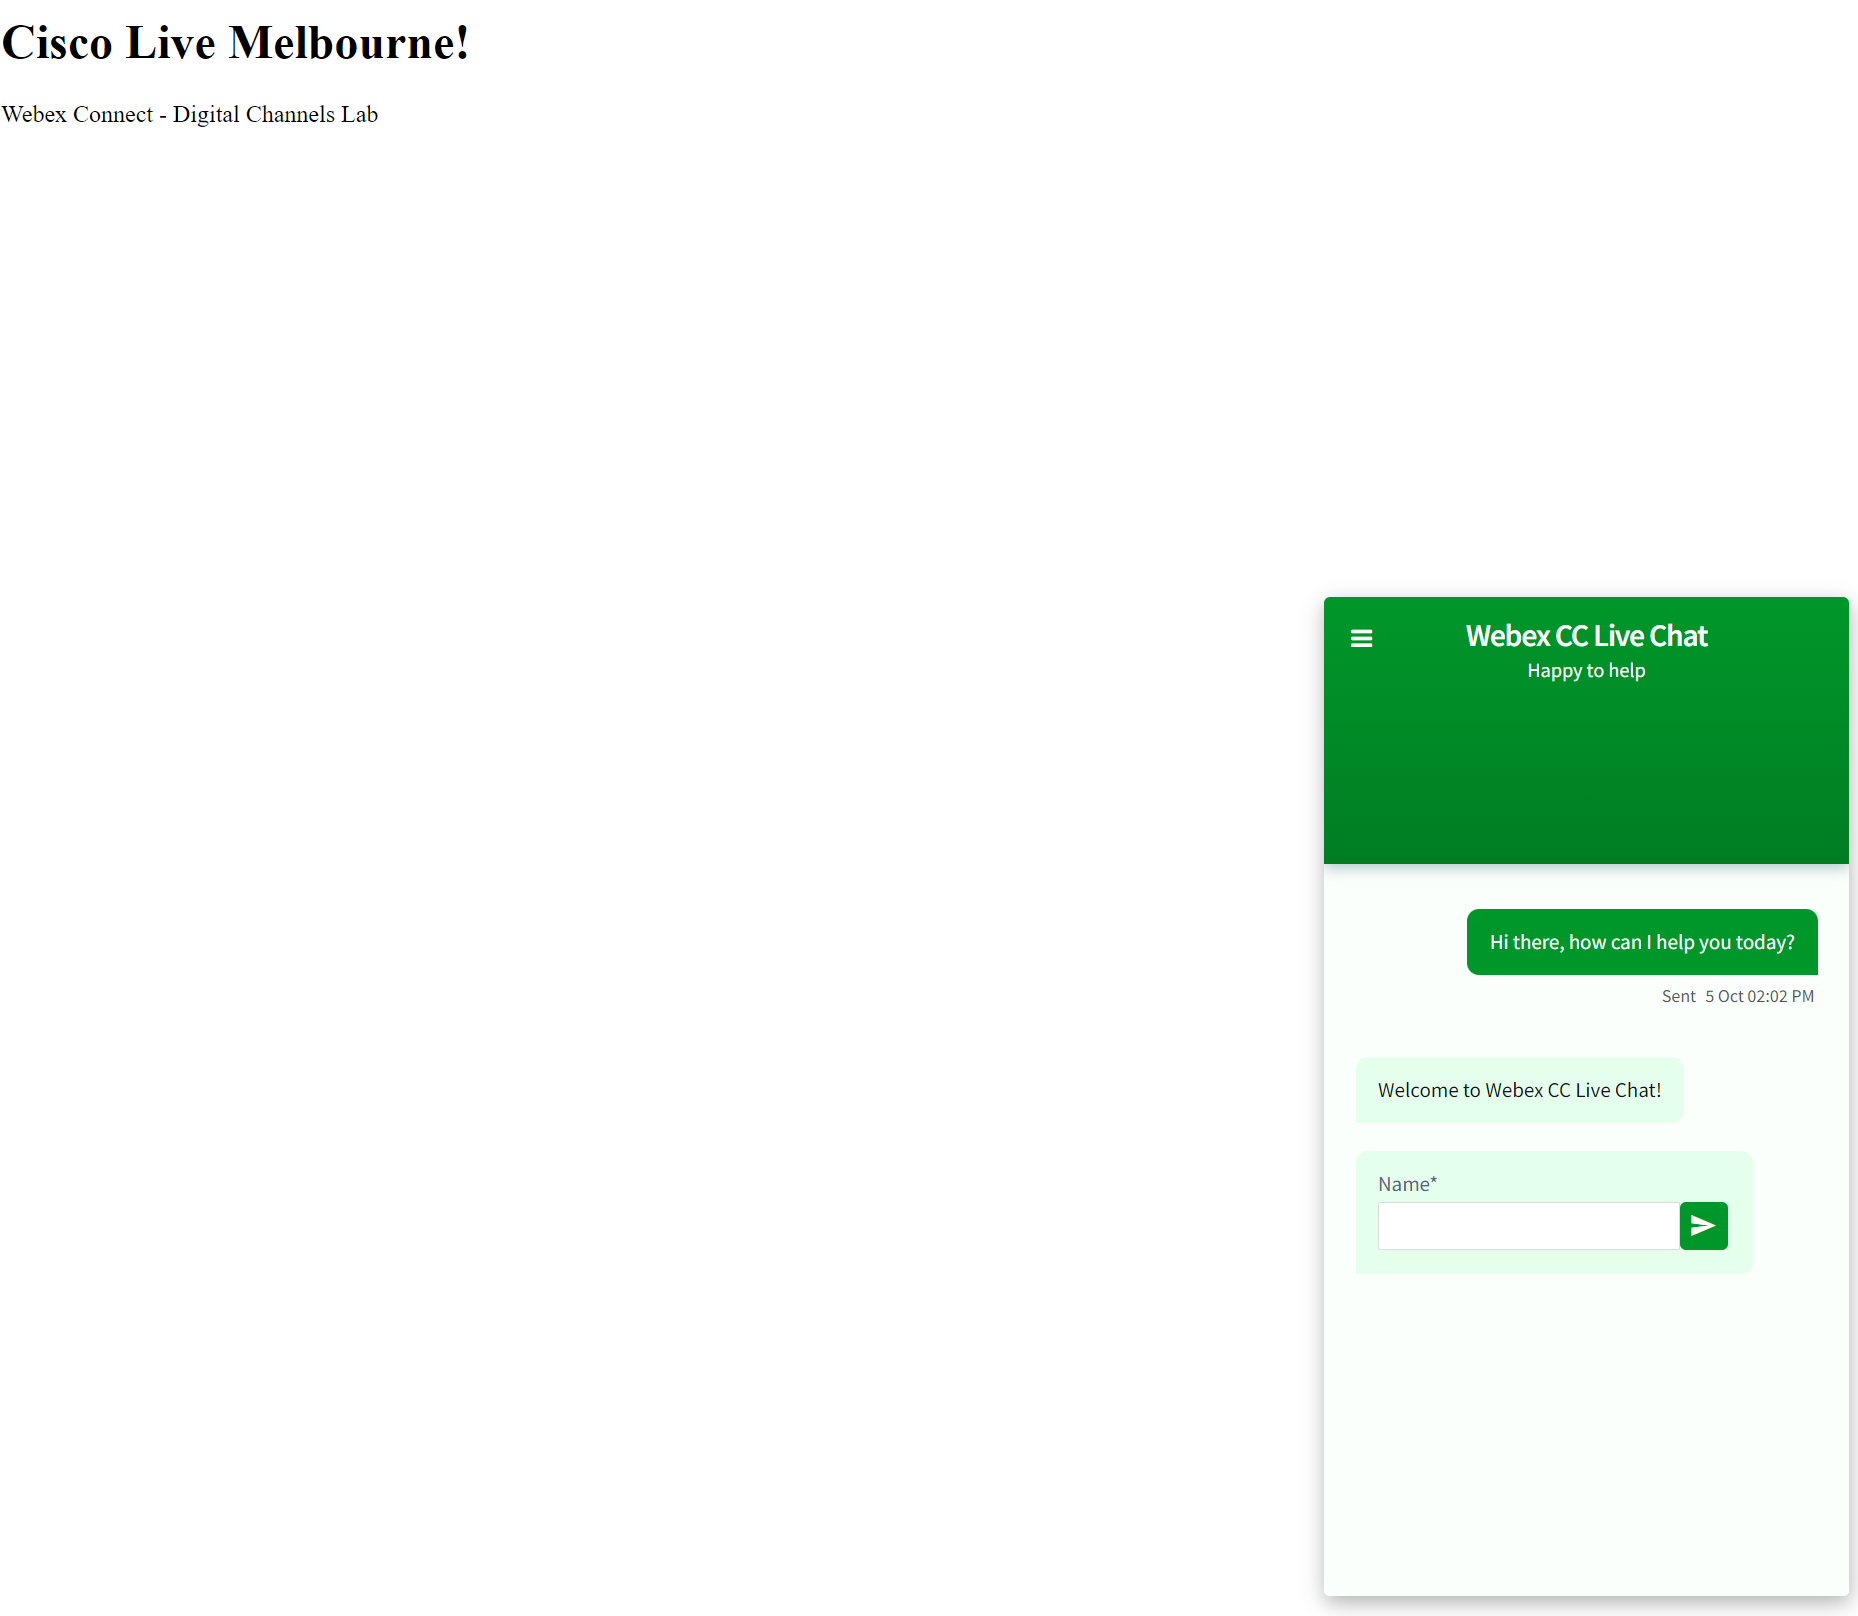 Cisco Live Melbourne!
Webex Connect - Digital Channels Lab
Webex CC Live Chat
Happy to help
Hi there, how can I help you today?
Sent 5 Oct 02:02 PM
Welcome to Webex CC Live Chat!
Name*